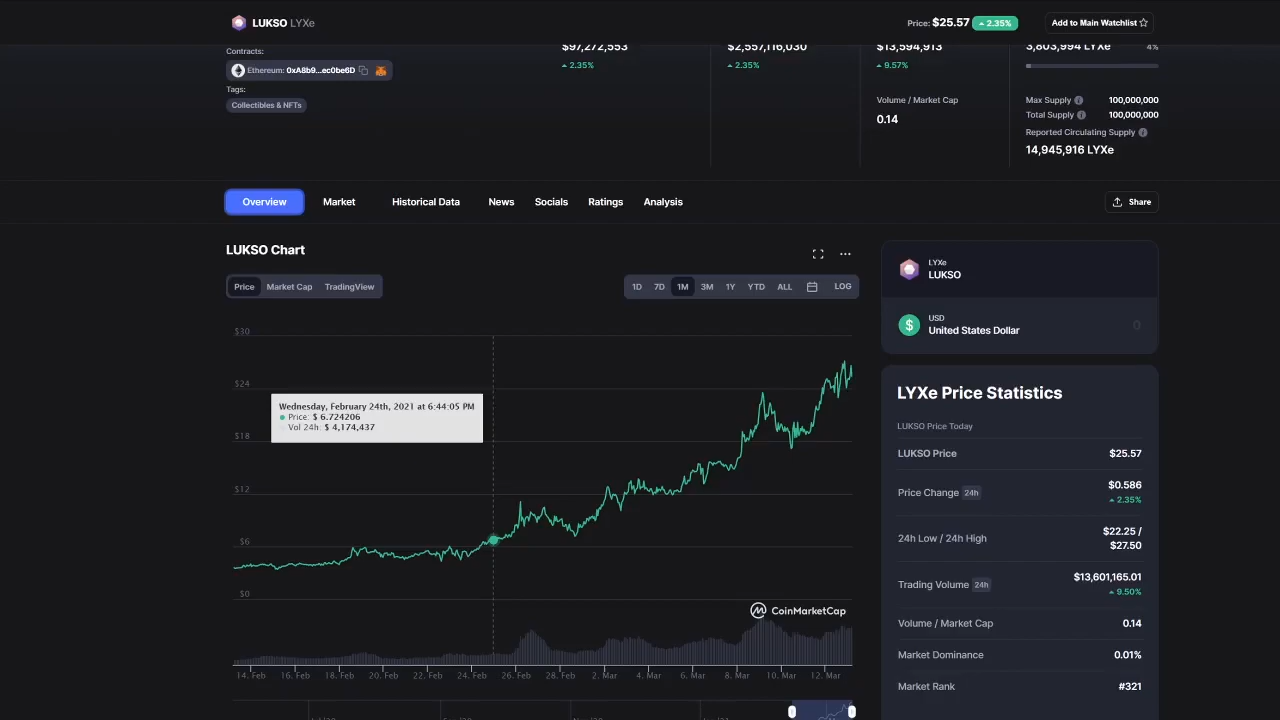 LUKSO LYXe
Price: $25.57 2.35%
Add to Main Watchlist
Contracts:
Ethereum: 0xA8b9...ec0be6D
Tags:
Collectibles & NFTs
$97,272,553
2.35%
$2,557,116,030
2.35%
$13,594,913
9.57%
Volume / Market Cap
0.14
3,803,994 LYXe 4%
Max Supply 100,000,000
Total Supply 100,000,000
Reported Circulating Supply
14,945,916 LYXe
Overview Market Historical Data News Socials Ratings Analysis
Share
LUKSO Chart
Price Market Cap TradingView
1D 7D 1M 3M 1Y YTD ALL LOG
$30
$24
$18
$12
$6
$0
Wednesday, February 24th, 2021 at 6:44:05 PM
Price: $ 6.724206
Vol 24h: $ 4,174,437
CoinMarketCap
14. Feb 16. Feb 18. Feb 20. Feb 22. Feb 24. Feb 26. Feb 28. Feb 2. Mar 4. Mar 6. Mar 8. Mar 10. Mar 12. Mar
LYXe
LUKSO
USD
United States Dollar
0
LYXe Price Statistics
LUKSO Price Today
LUKSO Price $25.57
Price Change 24h $0.586
2.35%
24h Low / 24h High $22.25 /
$27.50
Trading Volume 24h $13,601,165.01
9.50%
Volume / Market Cap 0.14
Market Dominance 0.01%
Market Rank #321